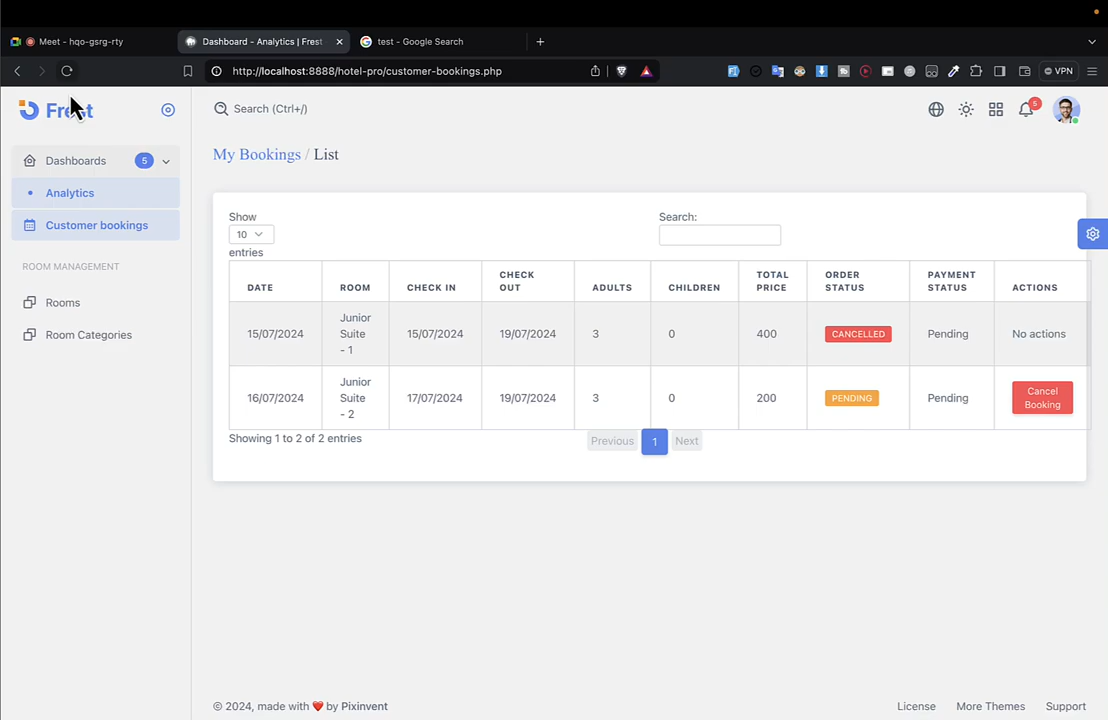 Meet - hqo-gsrg-rty
Dashboard - Analytics | Frest
test - Google Search
http://localhost:8888/hotel-pro/customer-bookings.php
VPN
Frest
Search (Ctrl+/)
5
Dashboards
5
Analytics
Customer bookings
ROOM MANAGEMENT
Rooms
Room Categories
My Bookings / List
Show
10
entries
Search:
DATE ROOM CHECK IN CHECK OUT ADULTS CHILDREN TOTAL PRICE ORDER STATUS PAYMENT STATUS ACTIONS
15/07/2024 Junior Suite - 1 15/07/2024 19/07/2024 3 0 400 CANCELLED Pending No actions
16/07/2024 Junior Suite - 2 17/07/2024 19/07/2024 3 0 200 PENDING Pending Cancel Booking
Showing 1 to 2 of 2 entries
Previous 1 Next
© 2024, made with ❤️ by Pixinvent
License More Themes Support